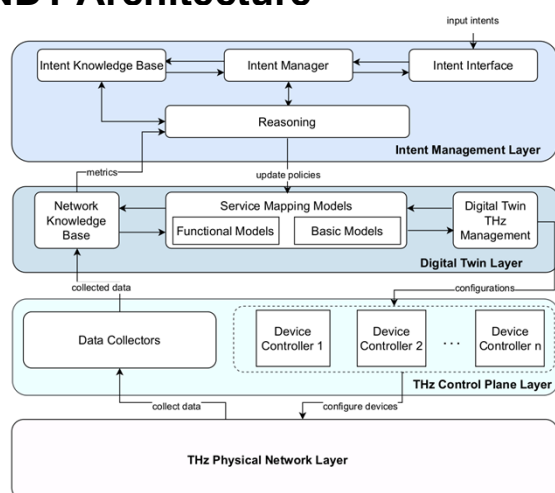 Architecture
input intents
Intent Knowledge Base
Intent Manager
Intent Interface
Reasoning
Intent Management Layer
metrics
update policies
Network
Knowledge
Base
Service Mapping Models
Functional Models
Basic Models
Digital Twin
THz
Management
Digital Twin Layer
collected data
configurations
Data Collectors
Device
Controller 1
Device
Controller 2
. . .
Device
Controller n
THz Control Plane Layer
collect data
configure devices
THz Physical Network Layer